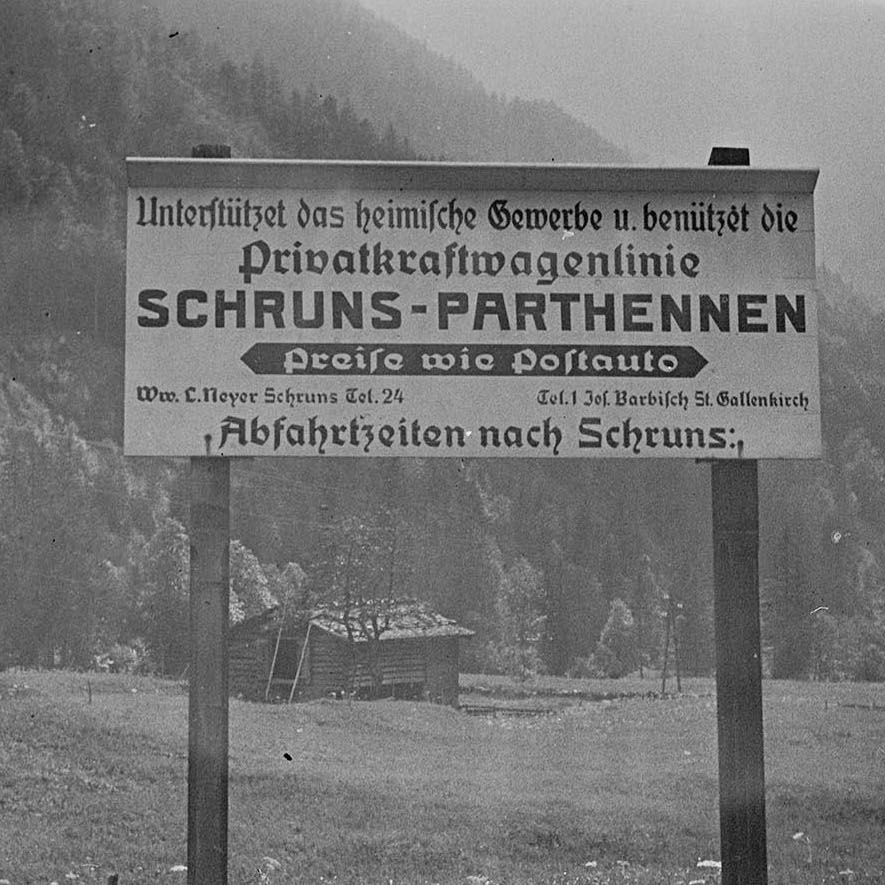 Unterstützet das heimische Gewerbe u. benützet die
Privatkraftwagenlinie
SCHRUNS-PARTHENNEN
Preise wie Postauto
Ww. L. Neyer Schruns Tel. 24 Tel. 1 Jos. Barbisch St. Gallenkirch
Abfahrtzeiten nach Schruns: